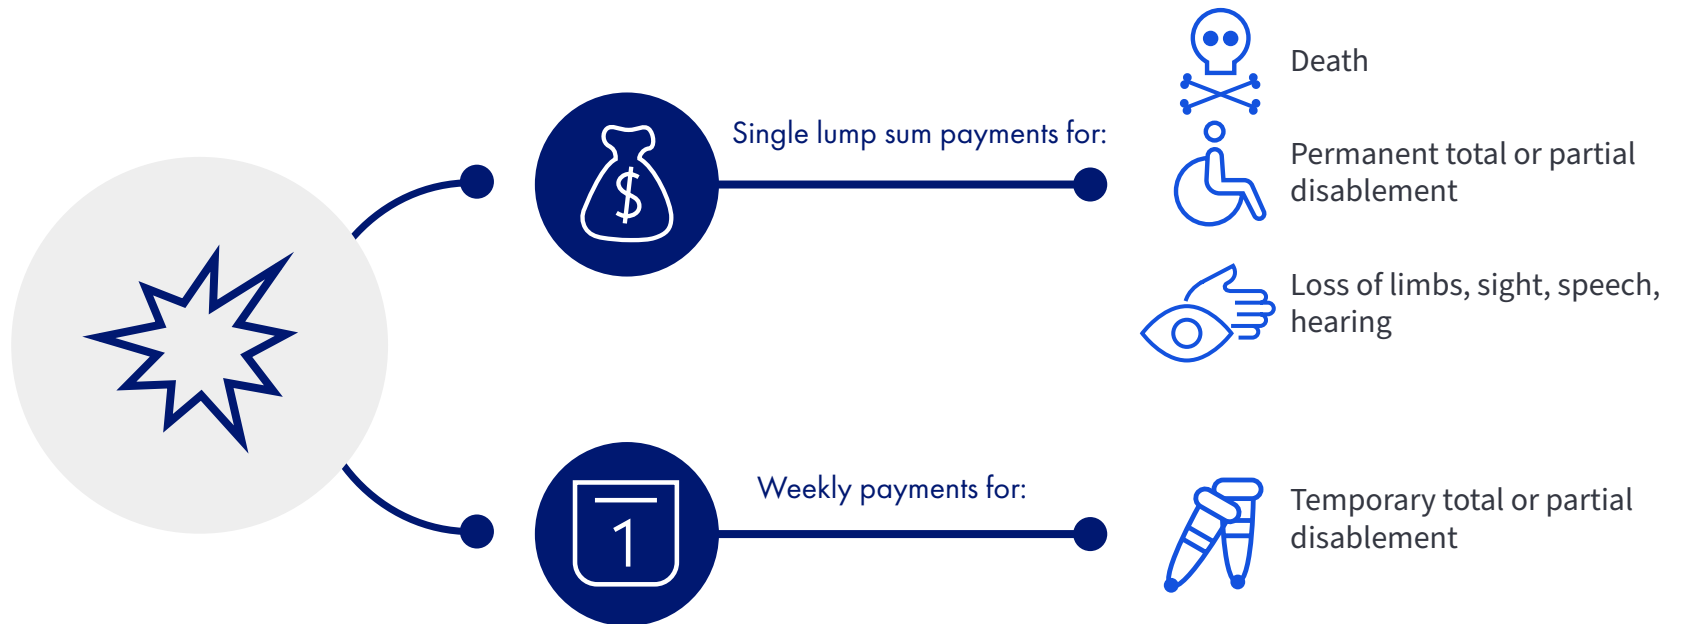 Death
Single lump sum payments for:
$
Permanent total or partial
disablement
Loss of limbs, sight, speech,
hearing
Weekly payments for:
1
Temporary total or partial
disablement